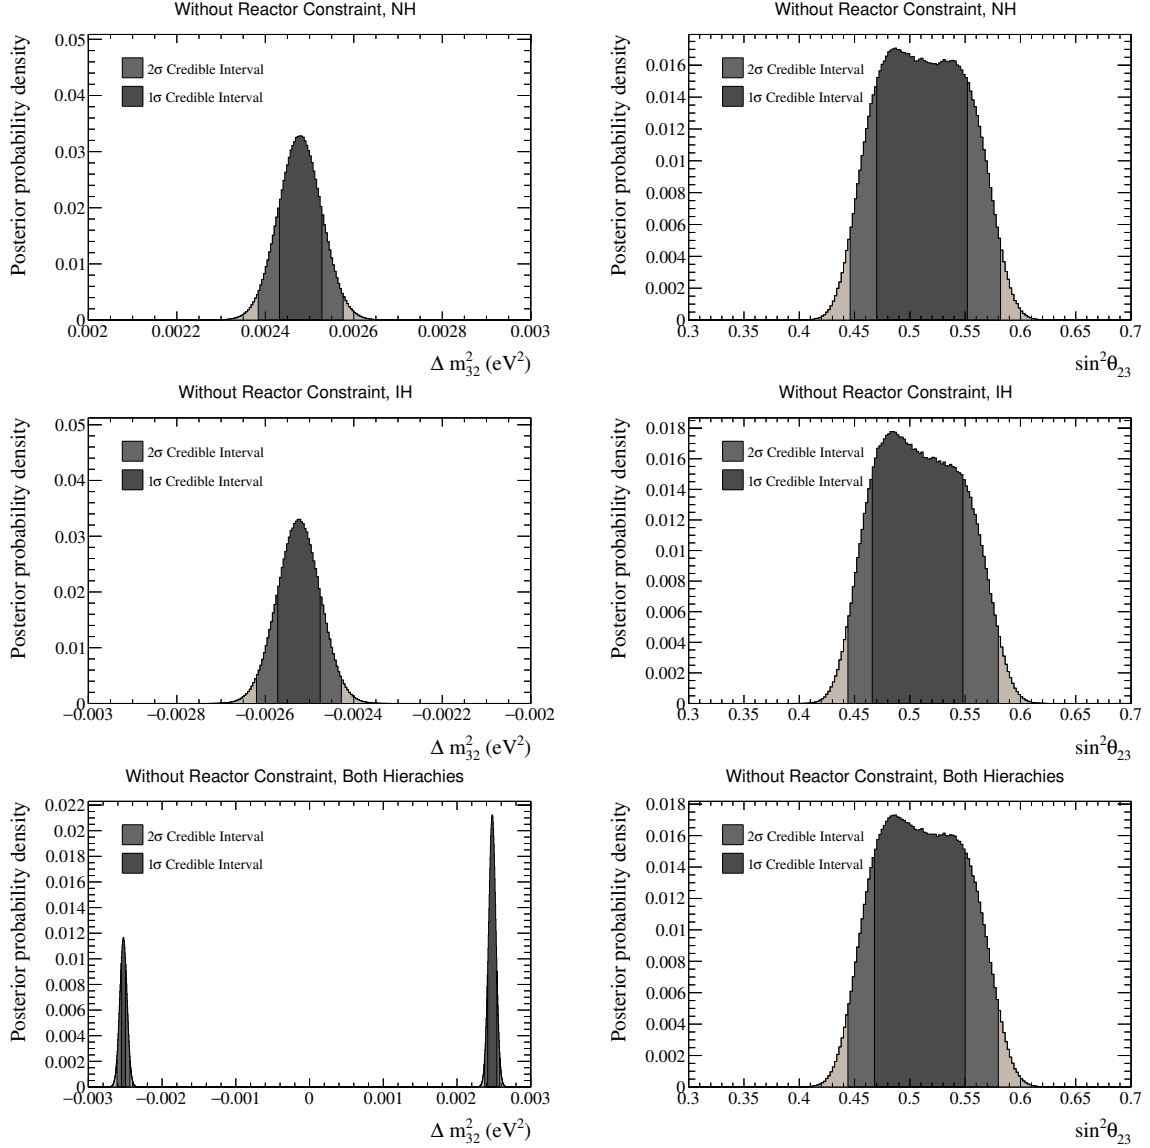 Without Reactor Constraint, NH
Posterior probability density
0.05
0.04
0.03
0.02
0.01
0
2σ Credible Interval
1σ Credible Interval
0.002 0.0022 0.0024 0.0026 0.0028 0.003
Δ m²₃₂ (eV²)
Without Reactor Constraint, NH
Posterior probability density
0.016
0.014
0.012
0.01
0.008
0.006
0.004
0.002
0
2σ Credible Interval
1σ Credible Interval
0.3 0.35 0.4 0.45 0.5 0.55 0.6 0.65 0.7
sin²θ₂₃
Without Reactor Constraint, IH
Posterior probability density
0.05
0.04
0.03
0.02
0.01
0
2σ Credible Interval
1σ Credible Interval
−0.003 −0.0028 −0.0026 −0.0024 −0.0022 −0.002
Δ m²₃₂ (eV²)
Without Reactor Constraint, IH
Posterior probability density
0.018
0.016
0.014
0.012
0.01
0.008
0.006
0.004
0.002
0
2σ Credible Interval
1σ Credible Interval
0.3 0.35 0.4 0.45 0.5 0.55 0.6 0.65 0.7
sin²θ₂₃
Without Reactor Constraint, Both Hierachies
Posterior probability density
0.022
0.02
0.018
0.016
0.014
0.012
0.01
0.008
0.006
0.004
0.002
0
2σ Credible Interval
1σ Credible Interval
−0.003 −0.002 −0.001 0 0.001 0.002 0.003
Δ m²₃₂ (eV²)
Without Reactor Constraint, Both Hierachies
Posterior probability density
0.018
0.016
0.014
0.012
0.01
0.008
0.006
0.004
0.002
0
2σ Credible Interval
1σ Credible Interval
0.3 0.35 0.4 0.45 0.5 0.55 0.6 0.65 0.7
sin²θ₂₃